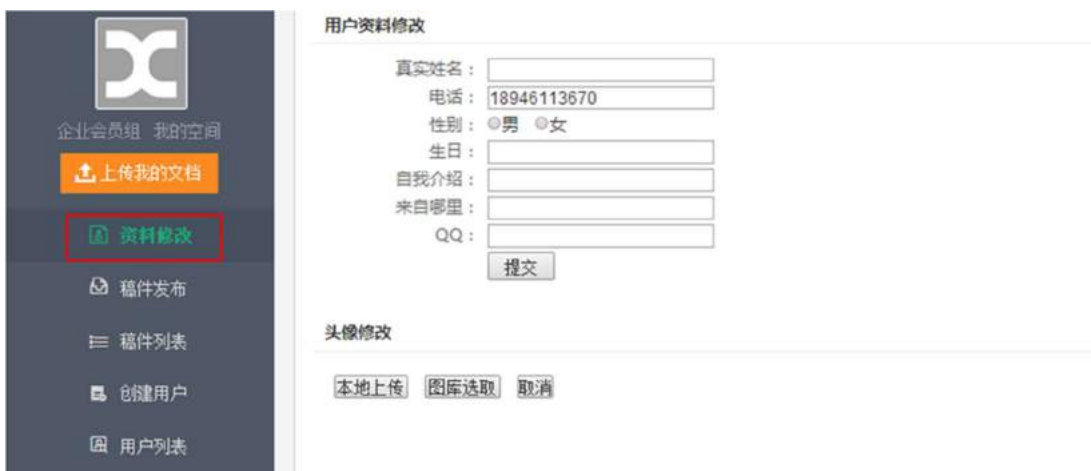 企业会员组 我的空间
上传我的文档
资料修改
稿件发布
稿件列表
创建用户
用户列表
用户资料修改
真实姓名：
电话： 18946113670
性别： 男 女
生日：
自我介绍：
来自哪里：
QQ：
提交
头像修改
本地上传 图库选取 取消